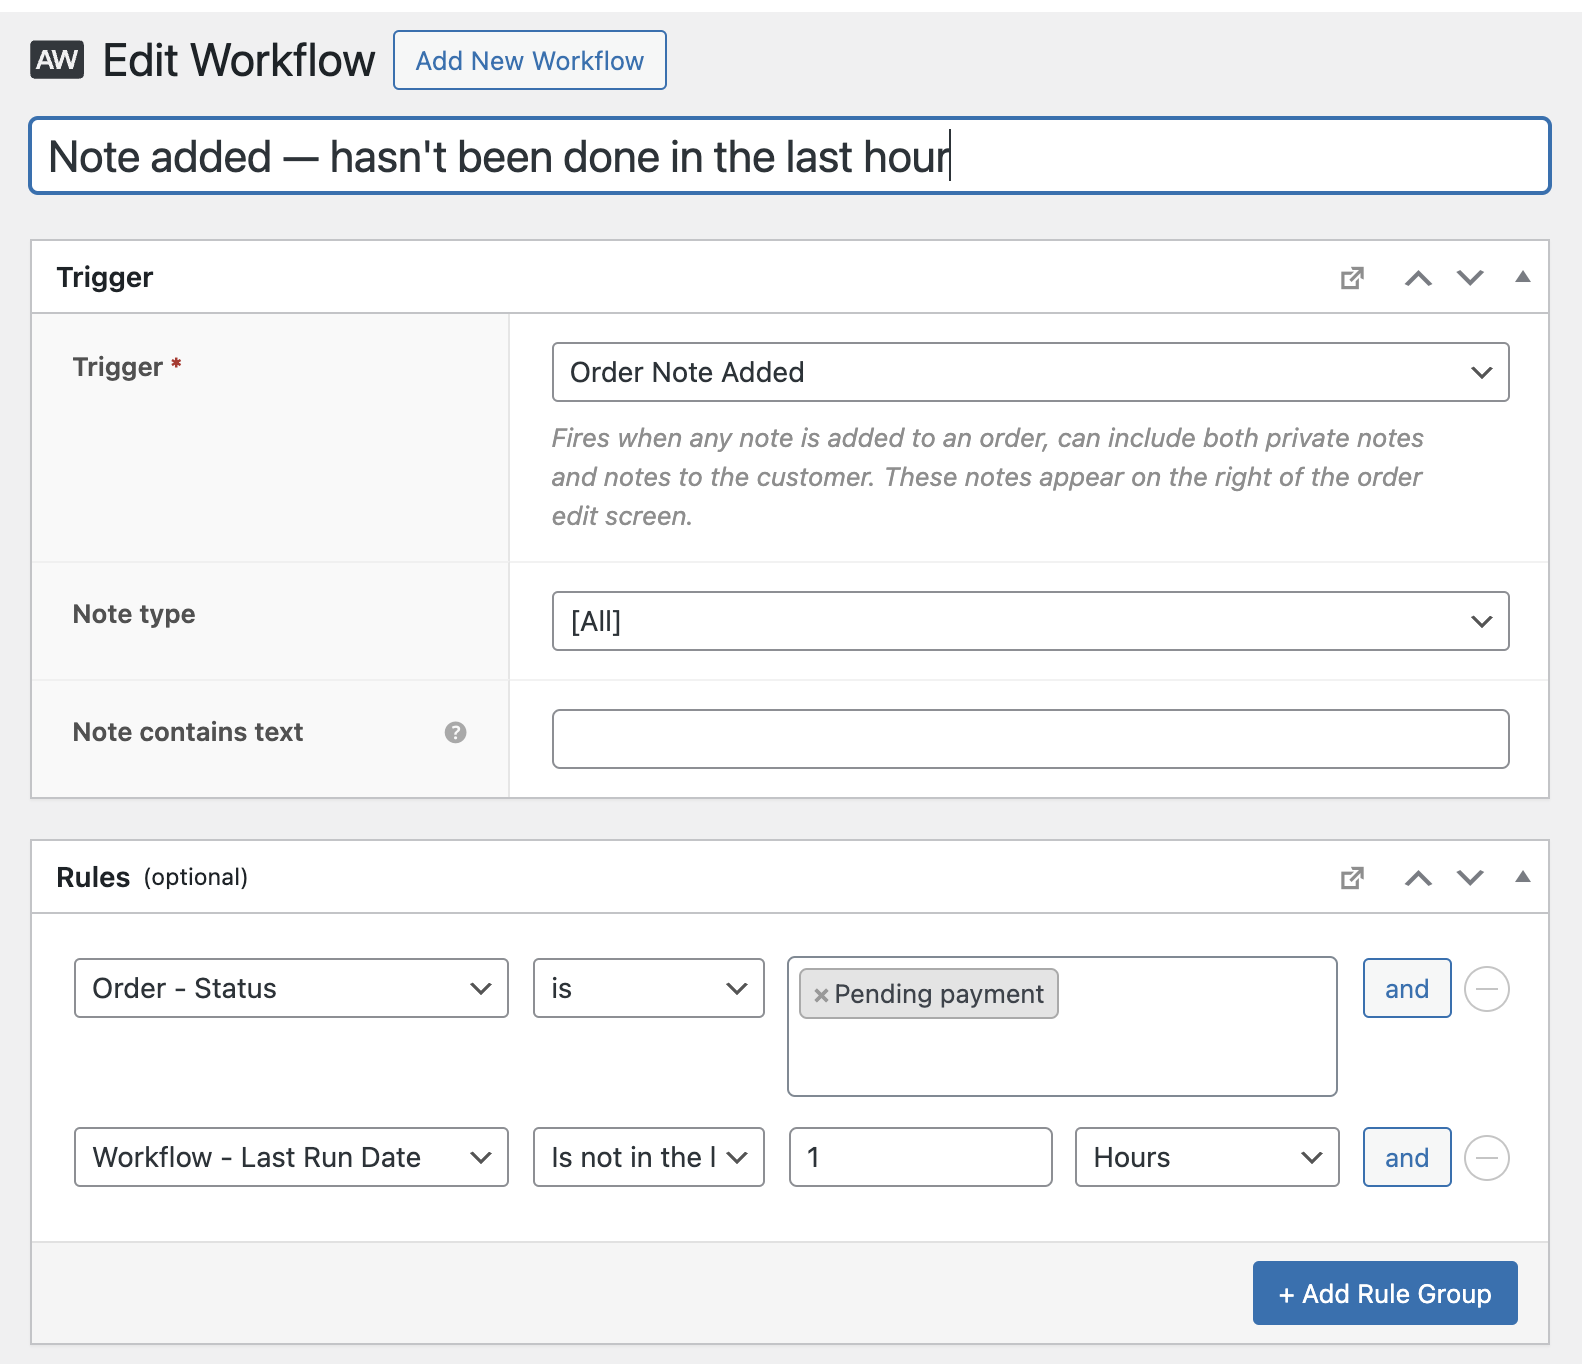 AW Edit Workflow Add New Workflow
Note added — hasn't been done in the last hour
Trigger
Trigger * Order Note Added
Fires when any note is added to an order, can include both private notes
and notes to the customer. These notes appear on the right of the order
edit screen.
Note type [All]
Note contains text ?
Rules (optional)
Order - Status is × Pending payment and
Workflow - Last Run Date Is not in the l 1 Hours and
+ Add Rule Group